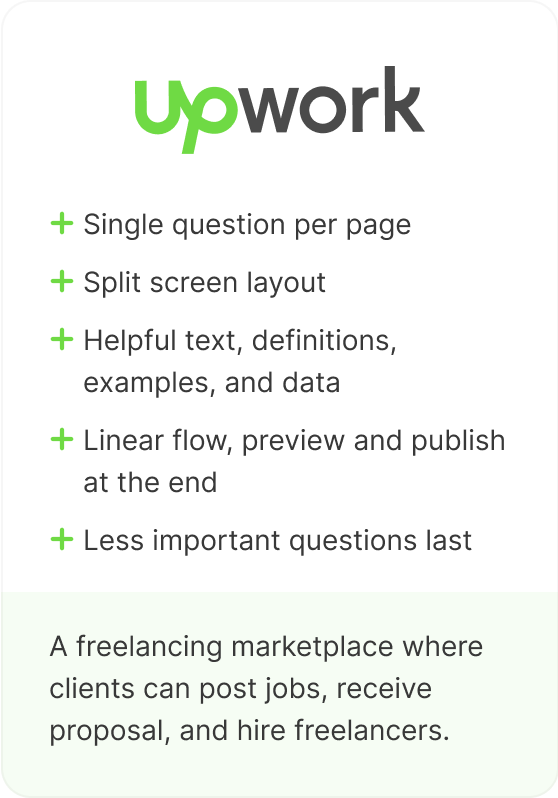 upwork
+ Single question per page
+ Split screen layout
+ Helpful text, definitions,
examples, and data
+ Linear flow, preview and publish
at the end
+ Less important questions last
A freelancing marketplace where
clients can post jobs, receive
proposal, and hire freelancers.